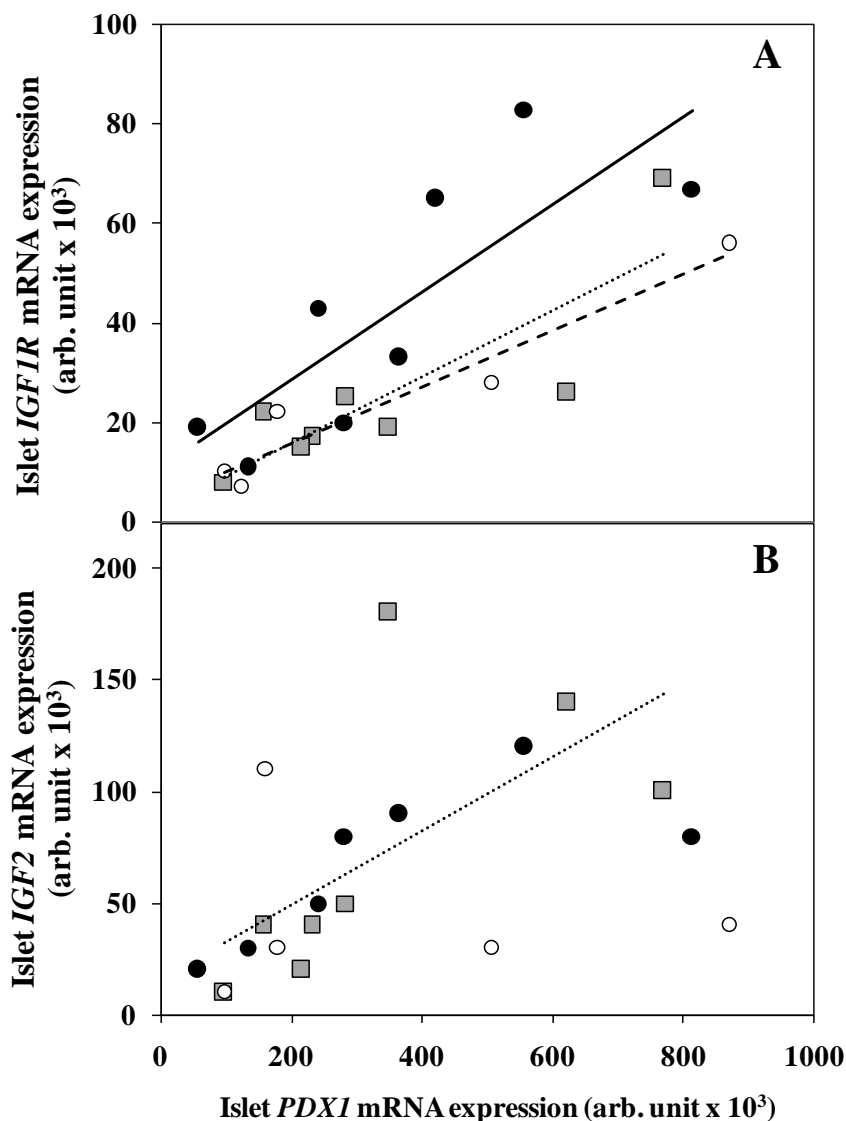 A
Islet IGF1R mRNA expression
(arb. unit x 10³)
100
80
60
40
20
0
B
Islet IGF2 mRNA expression
(arb. unit x 10³)
200
150
100
50
0
0 200 400 600 800 1000
Islet PDX1 mRNA expression (arb. unit x 10³)